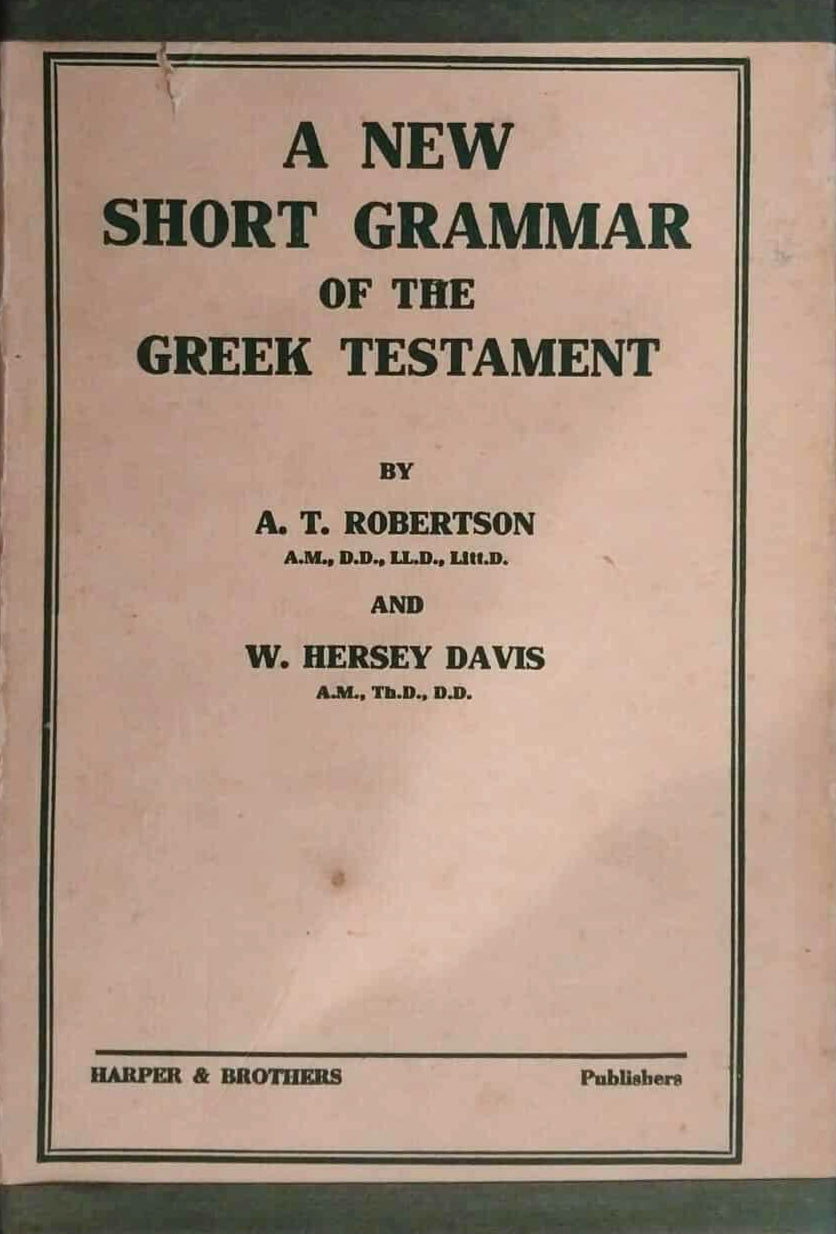 A NEW
SHORT GRAMMAR
OF THE
GREEK TESTAMENT
BY
A. T. ROBERTSON
A.M., D.D., LL.D., Litt.D.
AND
W. HERSEY DAVIS
A.M., Th.D., D.D.
HARPER & BROTHERS Publishers